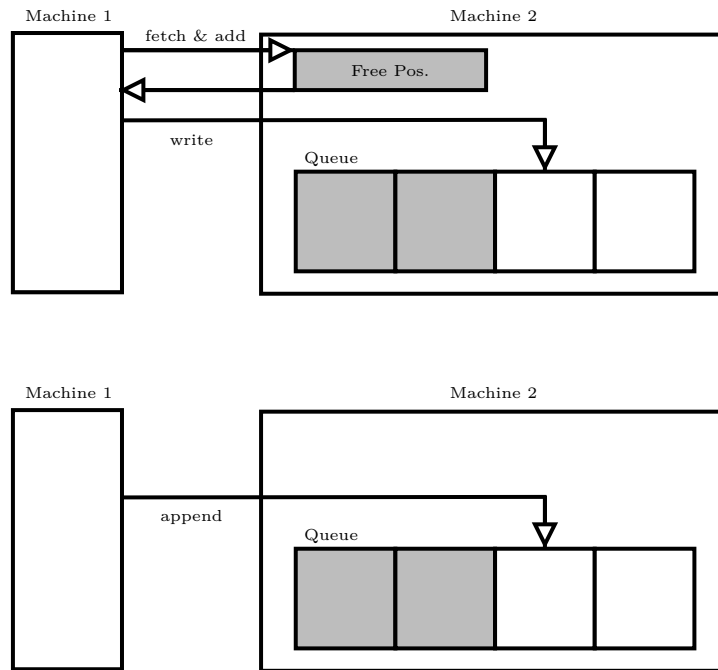 Machine 1
Machine 2
fetch & add
Free Pos.
write
Queue
Machine 1
Machine 2
append
Queue